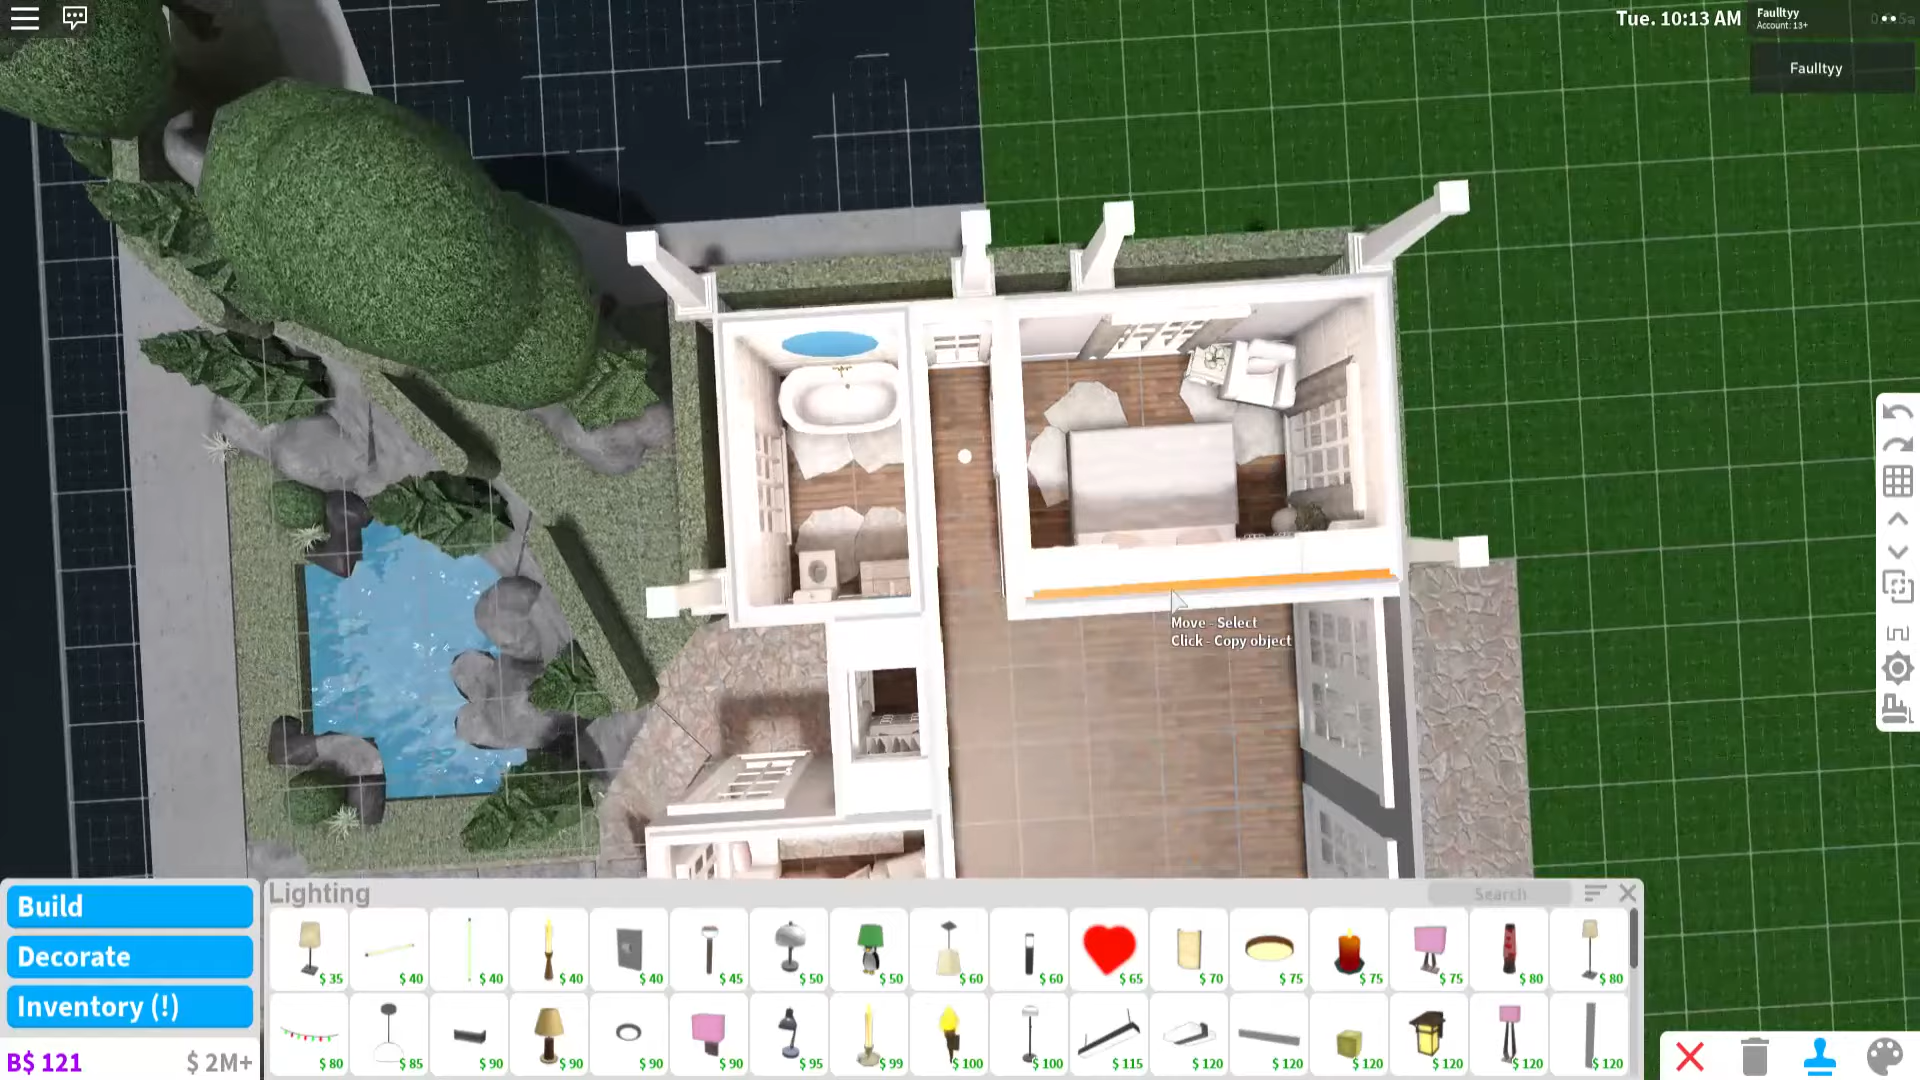 Tue. 10:13 AM
Faulltyy
Account: 13+
Faulltyy
Move - Select
Click - Copy object
Build
Decorate
Inventory (!)
B$ 121
$ 2M+
Lighting
Search
$ 35
$ 40
$ 40
$ 40
$ 40
$ 45
$ 50
$ 50
$ 60
$ 60
$ 65
$ 70
$ 75
$ 75
$ 75
$ 80
$ 80
$ 80
$ 85
$ 90
$ 90
$ 90
$ 90
$ 95
$ 99
$ 100
$ 100
$ 115
$ 120
$ 120
$ 120
$ 120
$ 120
$ 120